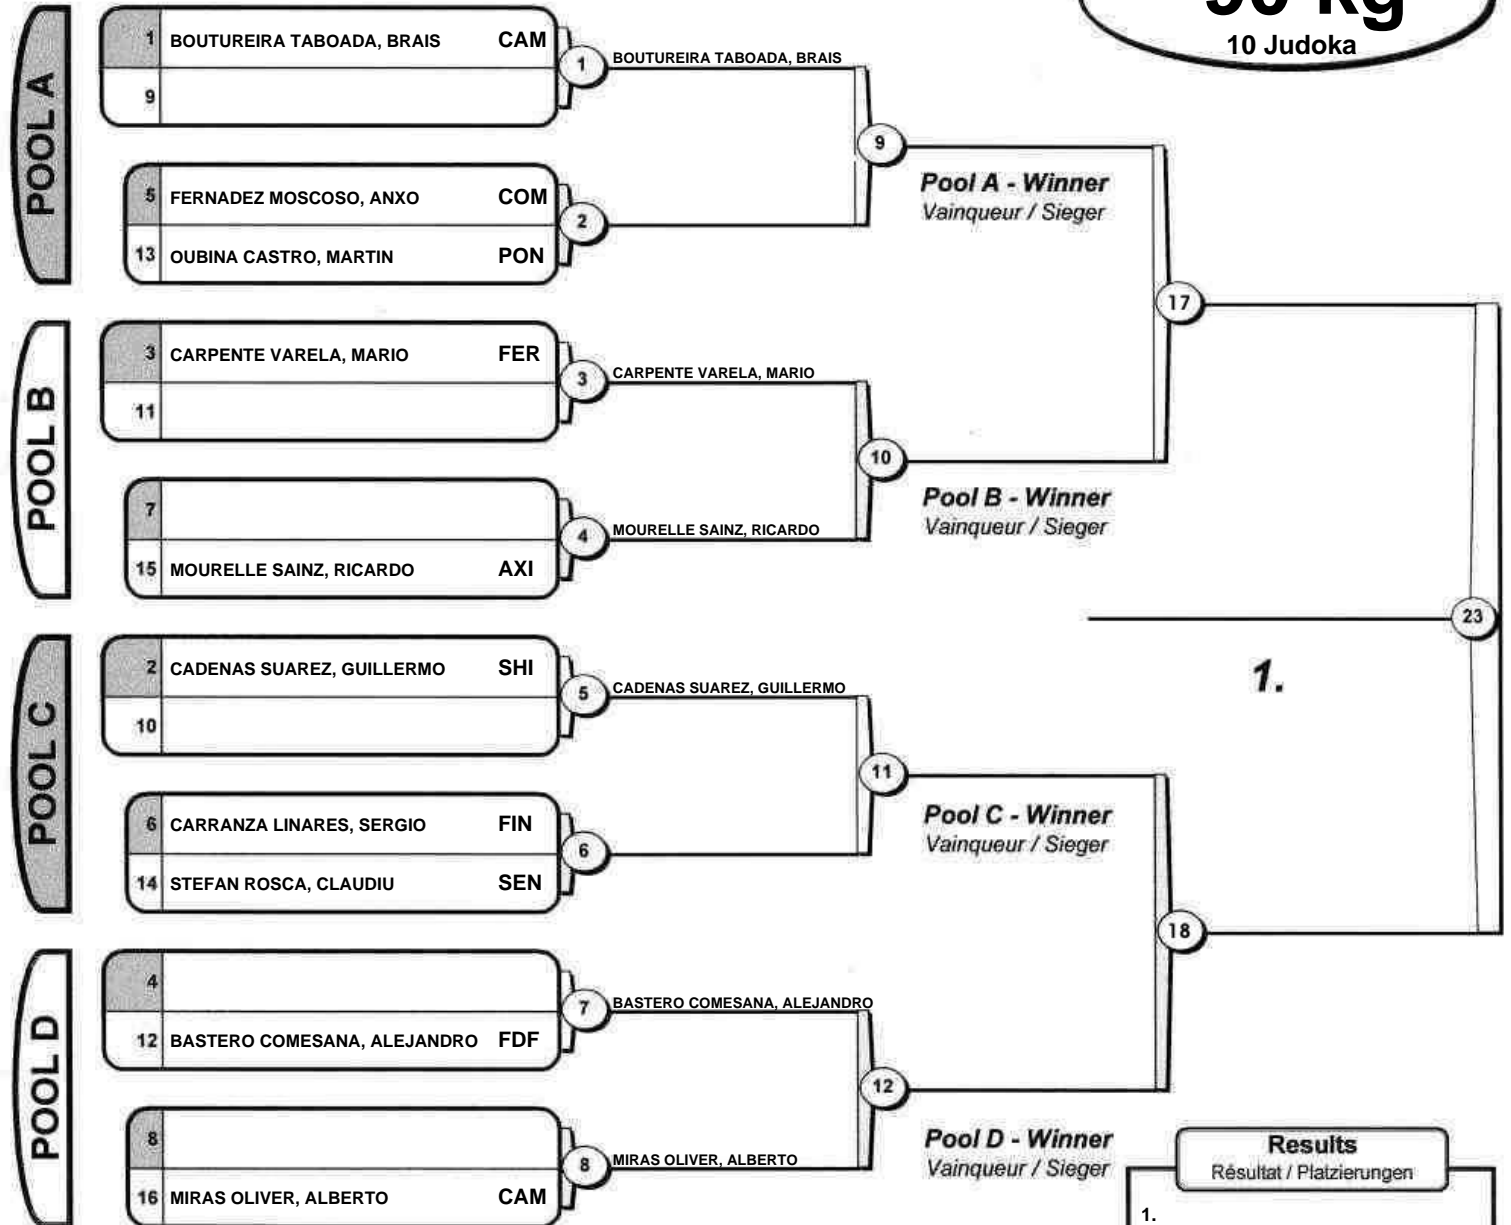 10 Judoka
POOL A
1 BOUTUREIRA TABOADA, BRAIS CAM
9
1 BOUTUREIRA TABOADA, BRAIS
5 FERNADEZ MOSCOSO, ANXO COM
13 OUBINA CASTRO, MARTIN PON
2
9
Pool A - Winner
Vainqueur / Sieger
POOL B
3 CARPENTE VARELA, MARIO FER
11
3 CARPENTE VARELA, MARIO
7
15 MOURELLE SAINZ, RICARDO AXI
4 MOURELLE SAINZ, RICARDO
10
Pool B - Winner
Vainqueur / Sieger
17
POOL C
2 CADENAS SUAREZ, GUILLERMO SHI
10
5 CADENAS SUAREZ, GUILLERMO
6 CARRANZA LINARES, SERGIO FIN
14 STEFAN ROSCA, CLAUDIU SEN
6
11
Pool C - Winner
Vainqueur / Sieger
POOL D
4
12 BASTERO COMESANA, ALEJANDRO FDF
7 BASTERO COMESANA, ALEJANDRO
8
16 MIRAS OLIVER, ALBERTO CAM
8 MIRAS OLIVER, ALBERTO
12
Pool D - Winner
Vainqueur / Sieger
18
23
1.
Results
Résultat / Platzierungen
1.